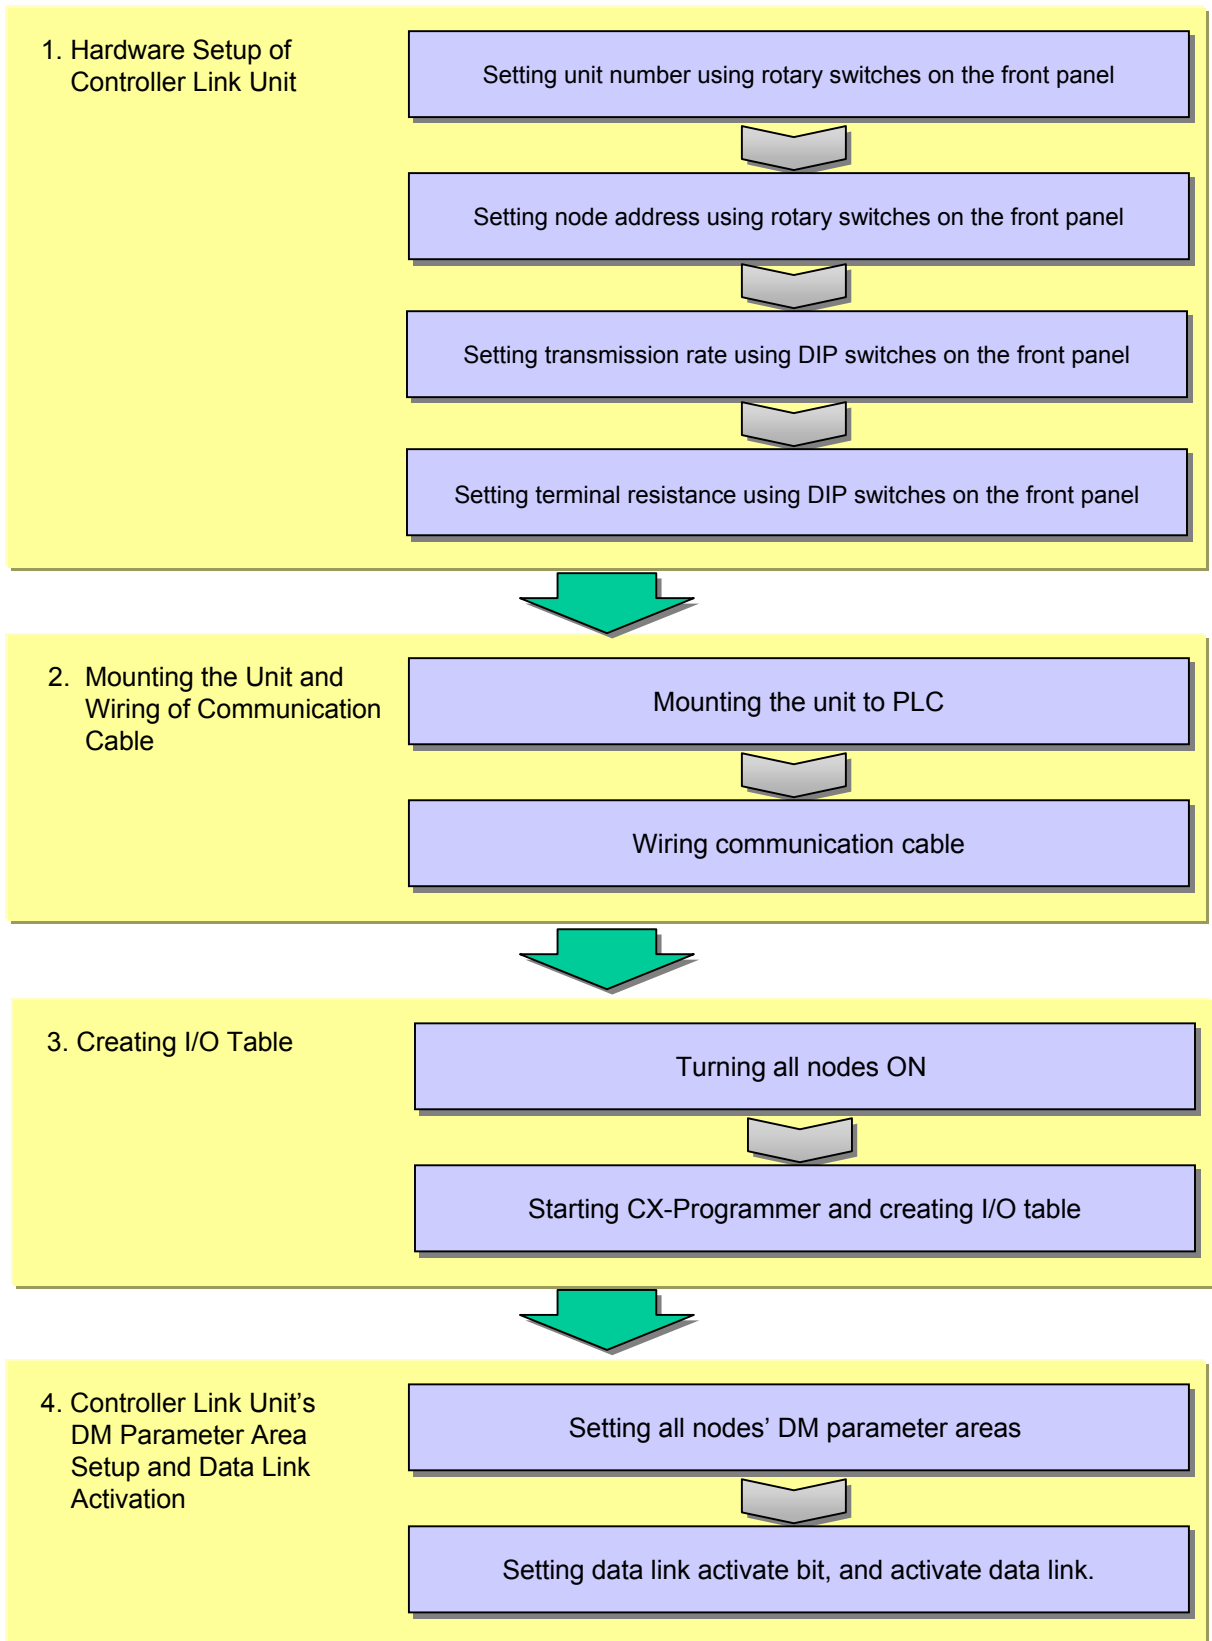 1. Hardware Setup of
Controller Link Unit
Setting unit number using rotary switches on the front panel
Setting node address using rotary switches on the front panel
Setting transmission rate using DIP switches on the front panel
Setting terminal resistance using DIP switches on the front panel
2. Mounting the Unit and
Wiring of Communication
Cable
Mounting the unit to PLC
Wiring communication cable
3. Creating I/O Table
Turning all nodes ON
Starting CX-Programmer and creating I/O table
4. Controller Link Unit’s
DM Parameter Area
Setup and Data Link
Activation
Setting all nodes’ DM parameter areas
Setting data link activate bit, and activate data link.